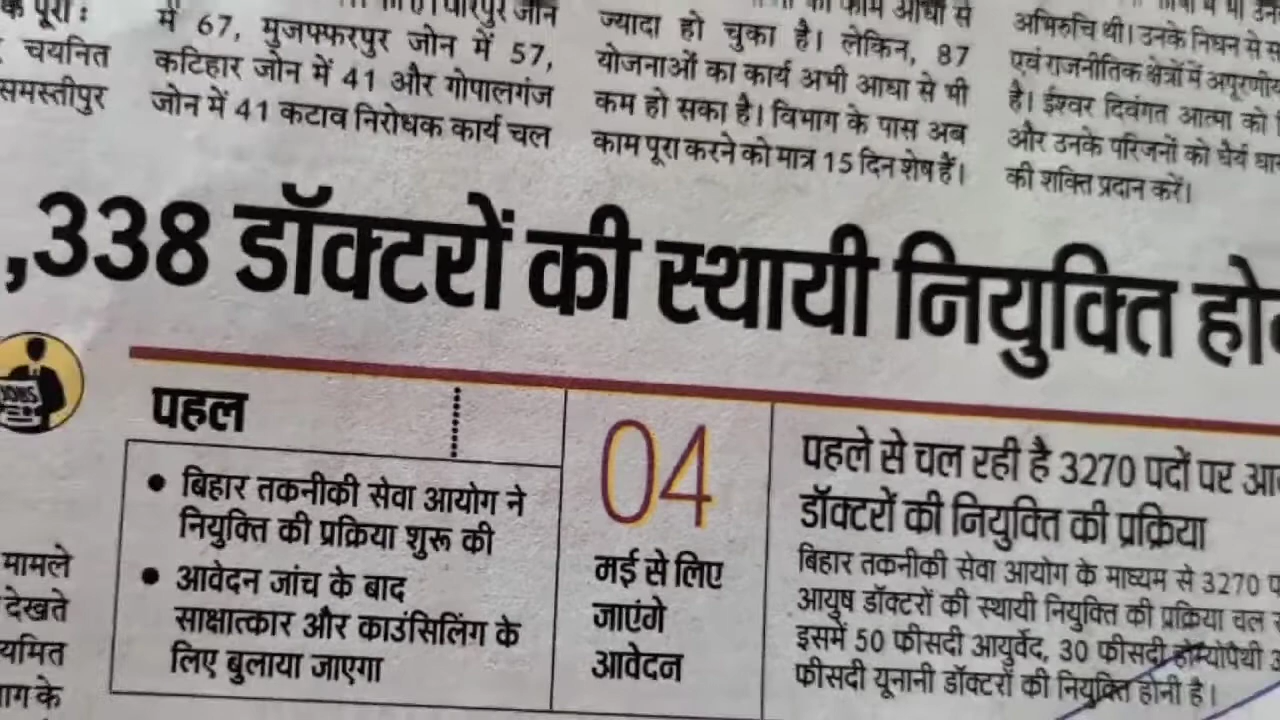 में 67, मुजफ्फरपुर जोन में 57,
कटिहार जोन में 41 और गोपालगंज
जोन में 41 कटाव निरोधक कार्य चल
चयनित
समस्तीपुर
ज्यादा हो चुका है। लेकिन, 87
योजनाओं का कार्य अभी आधा से भी
कम हो सका है। विभाग के पास अब
काम पूरा करने को मात्र 15 दिन शेष हैं।
अभिरुचि थी। उनके निधन से
एवं राजनीतिक क्षेत्रों में
है। ईश्वर दिवंगत आत्मा को
और उनके परिजनों को धैर्य
की शक्ति प्रदान करें।
,338 डॉक्टरों की स्थायी नियुक्ति
JOBS
पहल
• बिहार तकनीकी सेवा आयोग ने
नियुक्ति की प्रक्रिया शुरू की
• आवेदन जांच के बाद
साक्षात्कार और काउंसिलिंग के
लिए बुलाया जाएगा
04
मई से लिए
जाएंगे
आवेदन
पहले से चल रही है 3270 पदों पर
डॉक्टरों की नियुक्ति की प्रक्रिया
बिहार तकनीकी सेवा आयोग के माध्यम से 3270
आयुष डॉक्टरों की स्थायी नियुक्ति की प्रक्रिया चल
इसमें 50 फीसदी आयुर्वेद, 30 फीसदी होम्योपैथी
फीसदी यूनानी डॉक्टरों की नियुक्ति होनी है।
मामले
देखते